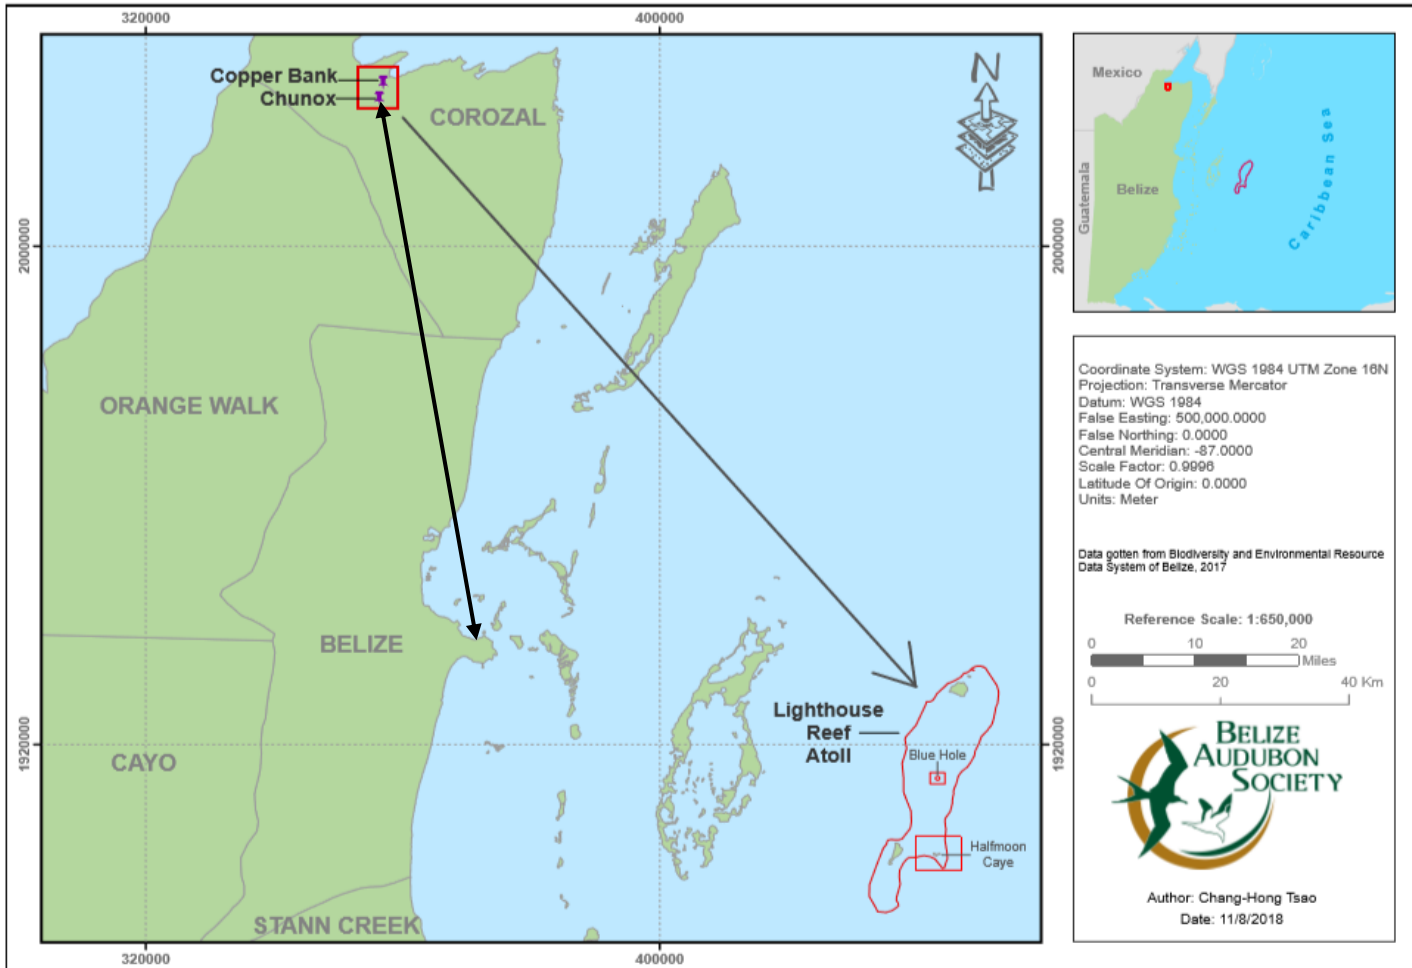 320000
400000
Copper Bank
Chunox
COROZAL
N
2000000
2000000
ORANGE WALK
BELIZE
Lighthouse
Reef
Atoll
Blue Hole
1920000
1920000
CAYO
Halfmoon
Caye
STANN CREEK
320000
400000
Mexico
Guatemala
Belize
Caribbean Sea
Coordinate System: WGS 1984 UTM Zone 16N
Projection: Transverse Mercator
Datum: WGS 1984
False Easting: 500,000.0000
False Northing: 0.0000
Central Meridian: -87.0000
Scale Factor: 0.9996
Latitude Of Origin: 0.0000
Units: Meter
Data gotten from Biodiversity and Environmental Resource
Data System of Belize, 2017
Reference Scale: 1:650,000
0 10 20
Miles
0 20 40 Km
BELIZE
AUDUBON
SOCIETY
Author: Chang-Hong Tsao
Date: 11/8/2018